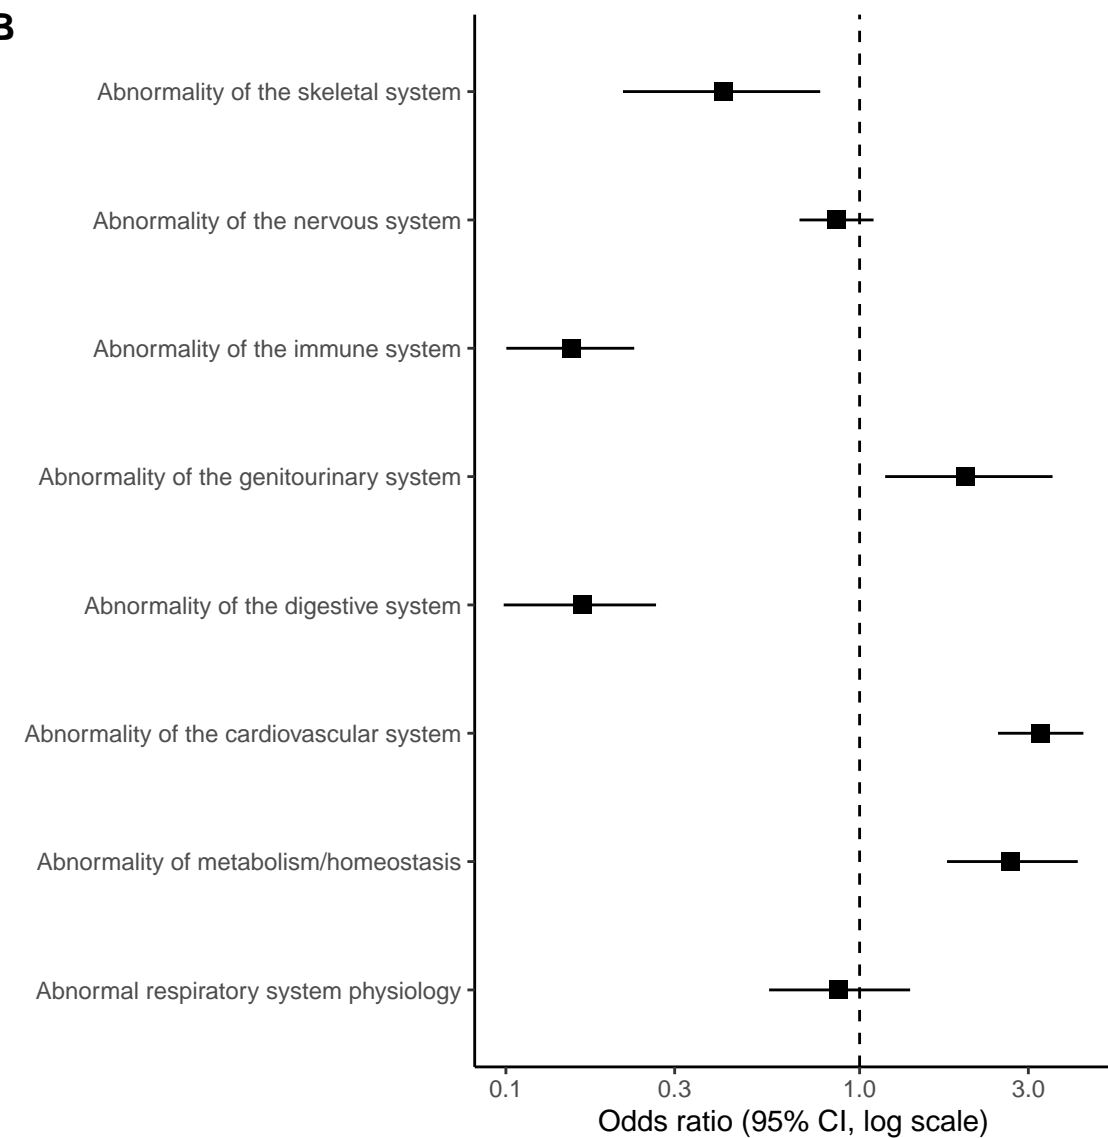 B
Abnormality of the skeletal system
Abnormality of the nervous system
Abnormality of the immune system
Abnormality of the genitourinary system
Abnormality of the digestive system
Abnormality of the cardiovascular system
Abnormality of metabolism/homeostasis
Abnormal respiratory system physiology
0.1 0.3 1.0 3.0
Odds ratio (95% CI, log scale)